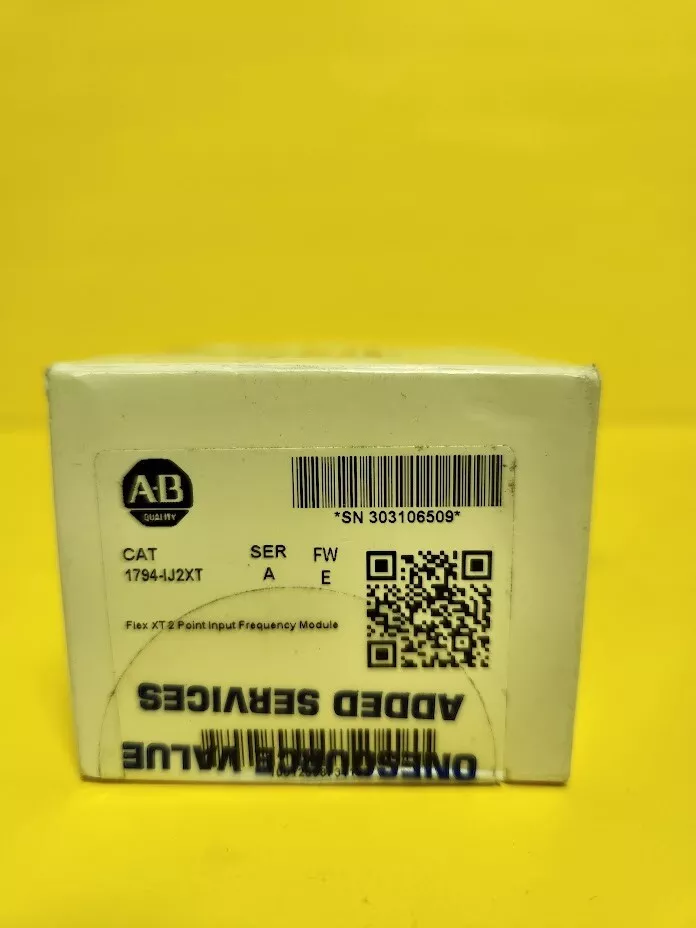 AB
QUALITY
*SN 303106509*
CAT
1794-IJ2XT
SER
A
FW
E
Flex XT 2 Point Input Frequency Module
ADDED SERVICES
ONESOURCE VALUE